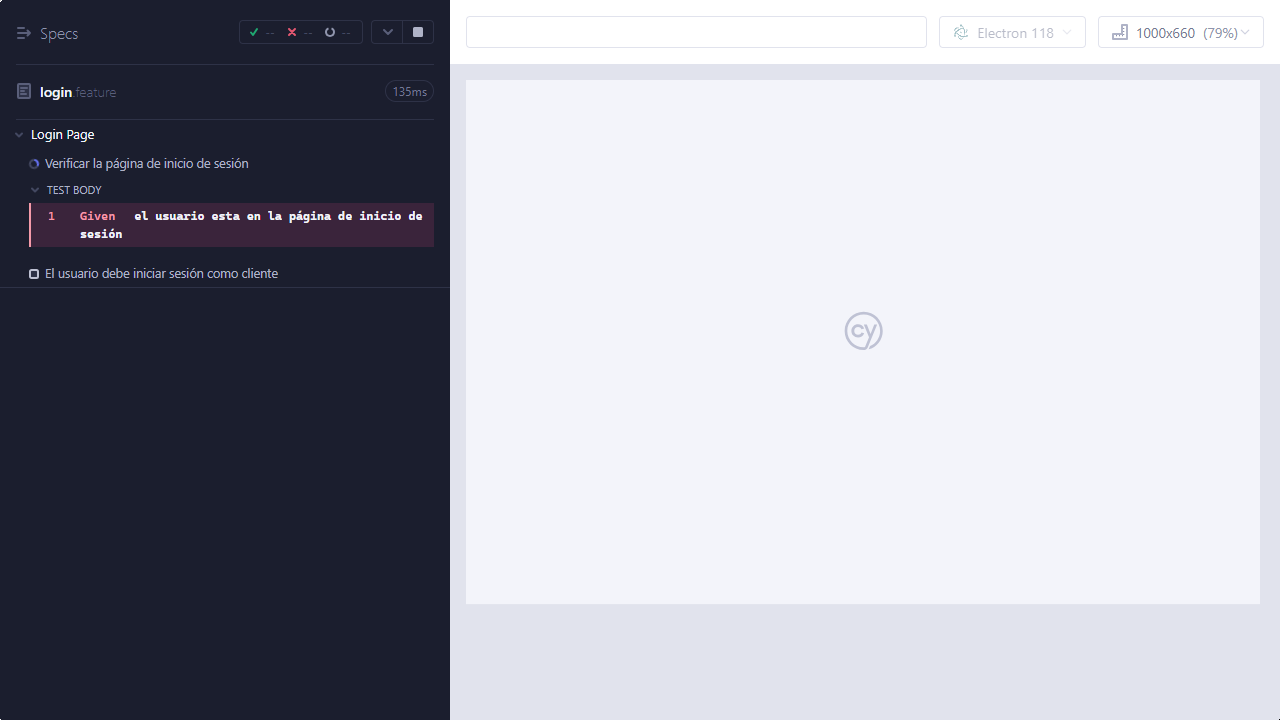 Specs
--
--
--
Electron 118
1000x660 (79%)
login.feature
135ms
Login Page
Verificar la página de inicio de sesión
TEST BODY
1 Given el usuario esta en la página de inicio de
sesión
El usuario debe iniciar sesión como cliente
cy